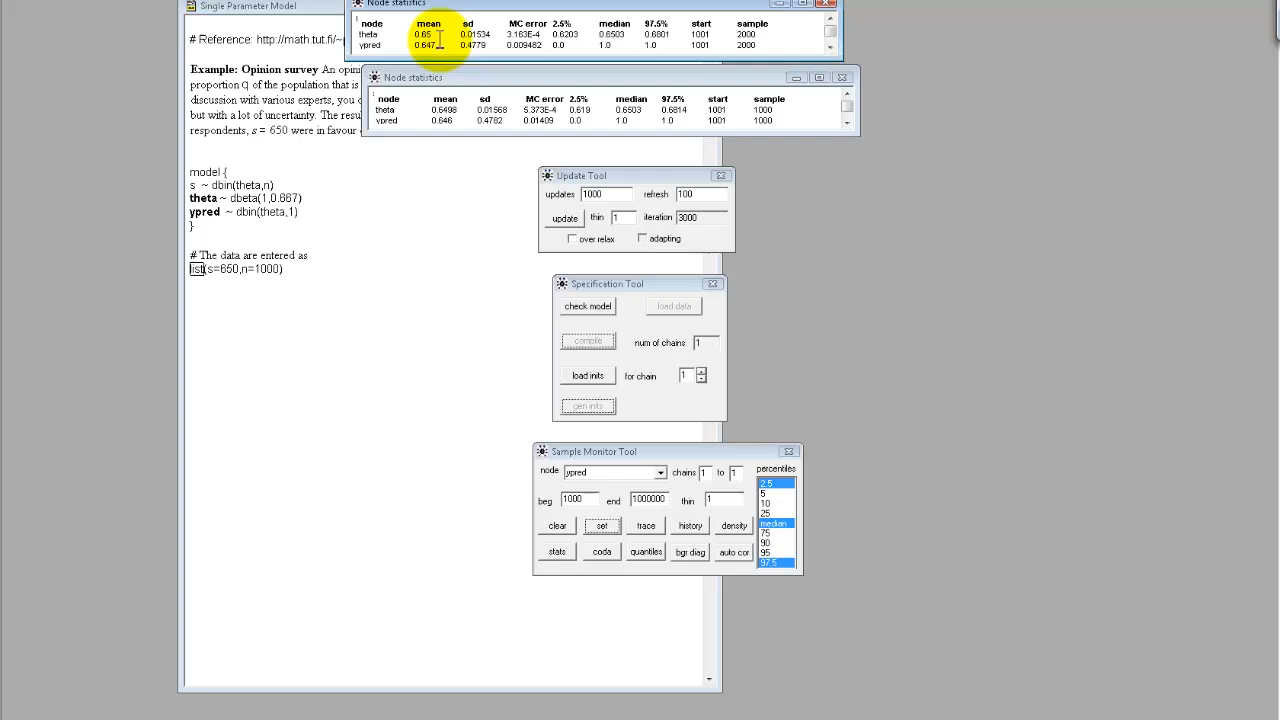 Single Parameter Model
Node statistics
node mean sd MC error 2.5% median 97.5% start sample
theta 0.65 0.01534 3.163E-4 0.6203 0.6503 0.6801 1001 2000
ypred 0.647 0.4779 0.009482 0.0 1.0 1.0 1001 2000
# Reference: http://math.tut.fi/~
Node statistics
node mean sd MC error 2.5% median 97.5% start sample
theta 0.6498 0.01568 5.373E-4 0.619 0.6503 0.6814 1001 1000
ypred 0.646 0.4782 0.01409 0.0 1.0 1.0 1001 1000
Example: Opinion survey An opini
proportion q of the population that is
discussion with various experts, you
but with a lot of uncertainty. The resu
respondents, s = 650 were in favour
model {
s ~ dbin(theta,n)
theta ~ dbeta(1,0.667)
ypred ~ dbin(theta,1)
}
# The data are entered as
list(s=650,n=1000)
Update Tool
updates 1000 refresh 100
update thin 1 iteration 3000
over relax adapting
Specification Tool
check model load data
compile num of chains 1
load inits for chain 1
gen inits
Sample Monitor Tool
node ypred chains 1 to 1 percentiles
beg 1000 end 1000000 thin 1
clear set trace history density
stats coda quantiles bgr diag auto cor
2.5
5
10
25
median
75
90
95
97.5